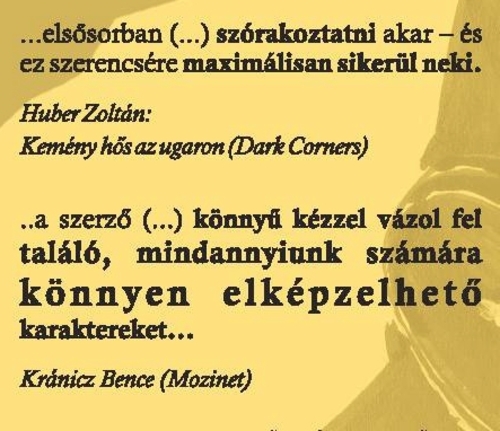 ...elsősorban (...) szórakoztatni akar – és
ez szerencsére maximálisan sikerül neki.
Huber Zoltán:
Kemény hős az ugaron (Dark Corners)
..a szerző (...) könnyű kézzel vázol fel
találó, mindannyiunk számára
könnyen elképzelhető
karaktereket...
Kránicz Bence (Mozinet)